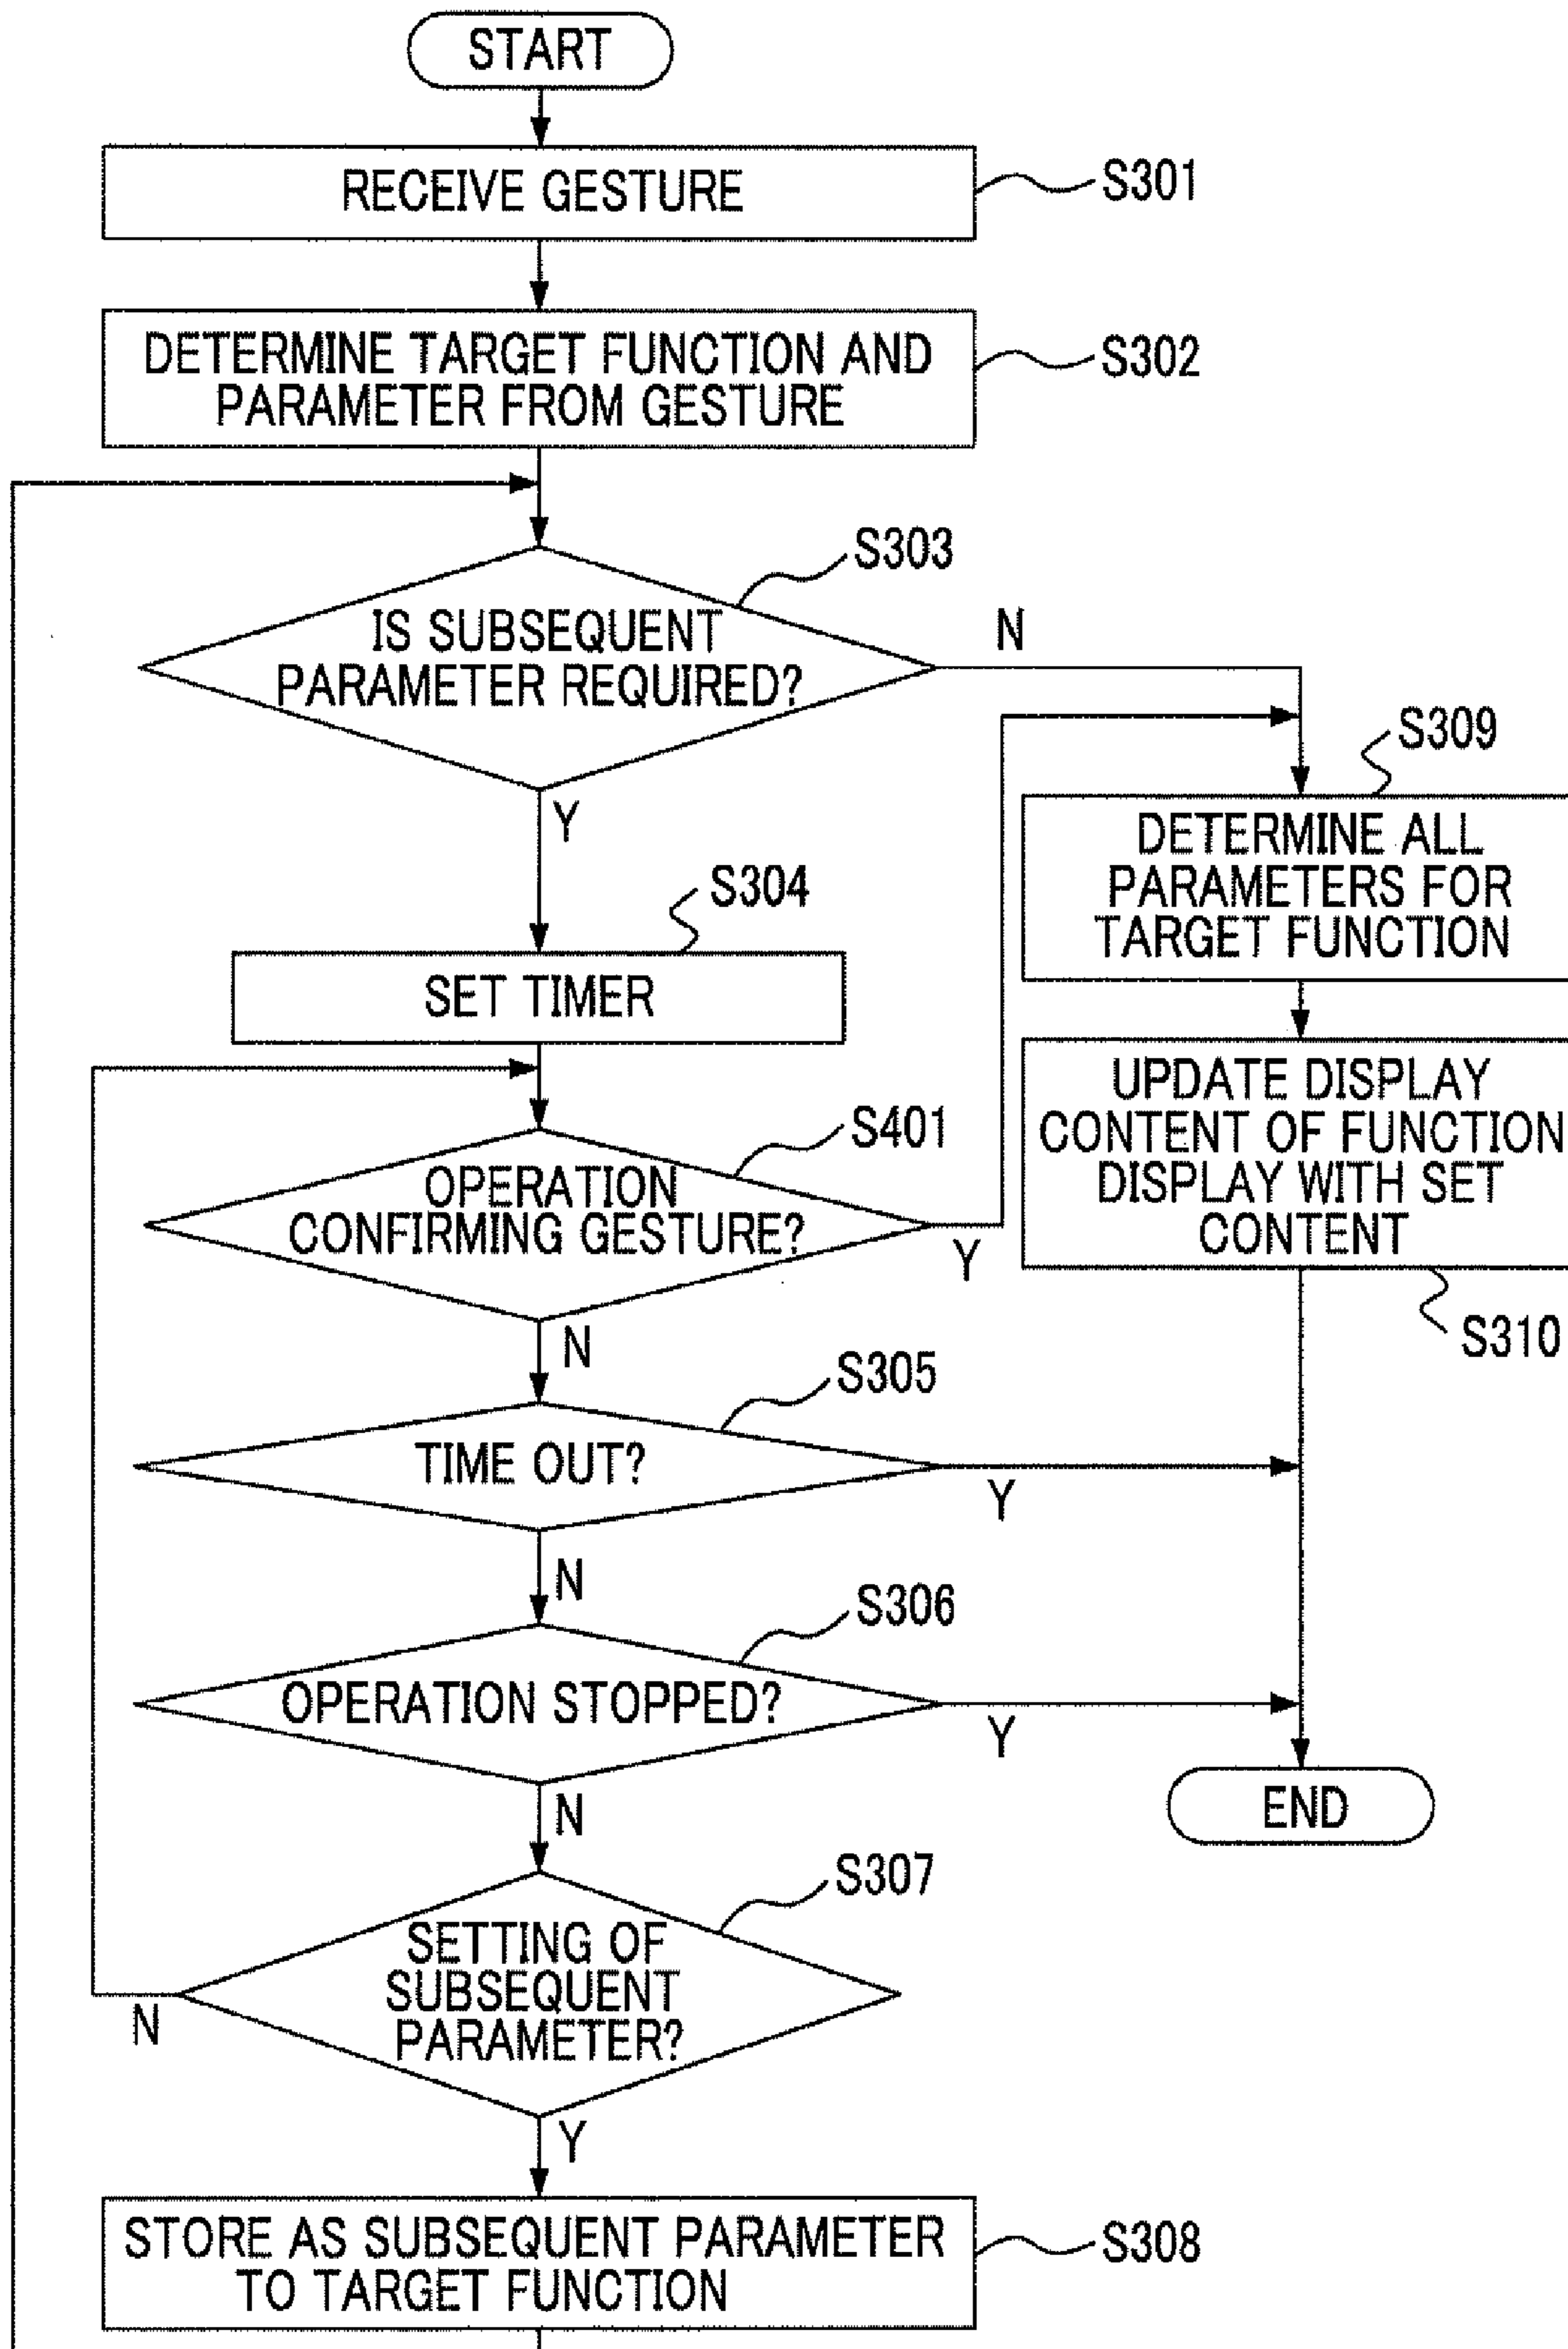 START
RECEIVE GESTURE
S301
DETERMINE TARGET FUNCTION AND
PARAMETER FROM GESTURE
S302
S303
IS SUBSEQUENT
PARAMETER REQUIRED?
N
Y
S309
DETERMINE ALL
PARAMETERS FOR
TARGET FUNCTION
S304
SET TIMER
UPDATE DISPLAY
CONTENT OF FUNCTION
DISPLAY WITH SET
CONTENT
S310
S401
OPERATION
CONFIRMING GESTURE?
Y
N
S305
TIME OUT?
Y
N
S306
OPERATION STOPPED?
Y
N
END
S307
SETTING OF
SUBSEQUENT
PARAMETER?
N
Y
STORE AS SUBSEQUENT PARAMETER
TO TARGET FUNCTION
S308